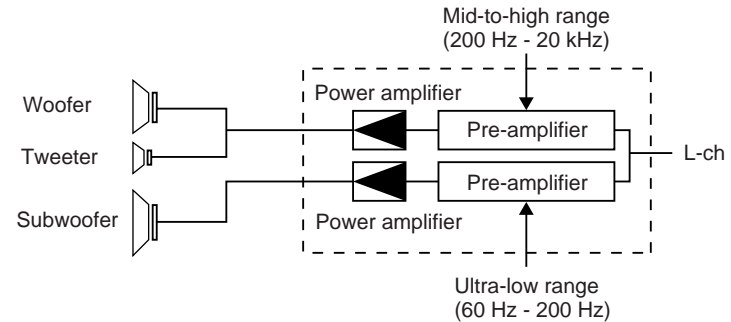 Mid-to-high range
(200 Hz - 20 kHz)
Power amplifier
Woofer
Pre-amplifier
Tweeter
L-ch
Pre-amplifier
Subwoofer
Power amplifier
Ultra-low range
(60 Hz - 200 Hz)